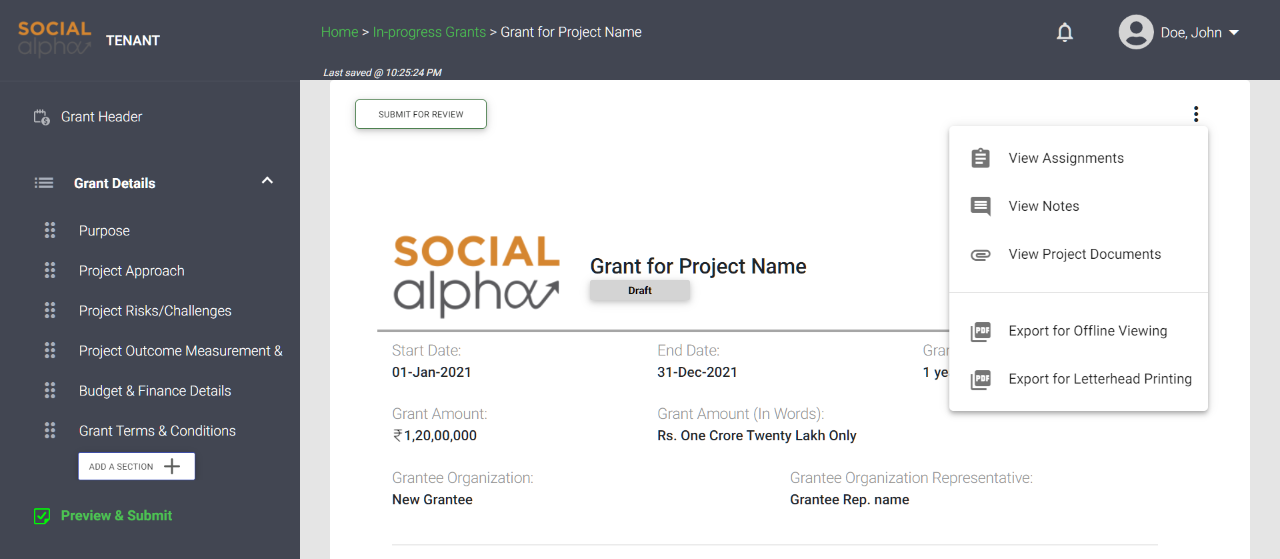 SOCIAL
alpha
TENANT
Home > In-progress Grants > Grant for Project Name
Doe, John
Last saved @ 10:25:24 PM
Grant Header
Grant Details
Purpose
Project Approach
Project Risks/Challenges
Project Outcome Measurement &
Budget & Finance Details
Grant Terms & Conditions
ADD A SECTION
Preview & Submit
SUBMIT FOR REVIEW
View Assignments
View Notes
View Project Documents
PDF Export for Offline Viewing
PDF Export for Letterhead Printing
SOCIAL
alpha
Grant for Project Name
Draft
Start Date:
01-Jan-2021
End Date:
31-Dec-2021
Gran
1 ye
Grant Amount:
₹1,20,00,000
Grant Amount (In Words):
Rs. One Crore Twenty Lakh Only
Grantee Organization:
New Grantee
Grantee Organization Representative:
Grantee Rep. name